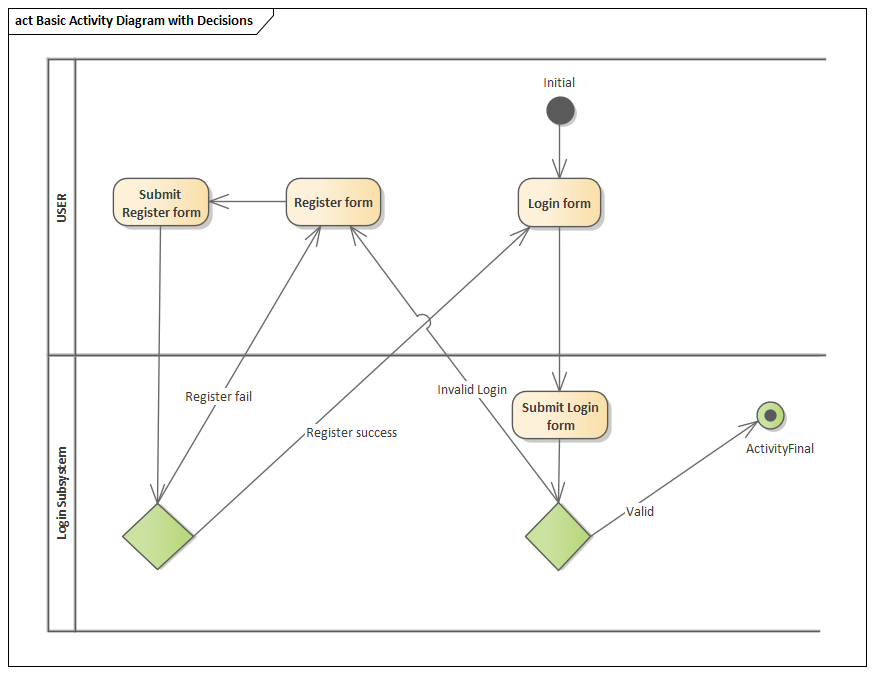 act Basic Activity Diagram with Decisions
Initial
USER
Submit
Register form
Register form
Login form
Register fail
Invalid Login
Submit Login
form
Register success
ActivityFinal
Login Subsystem
Valid